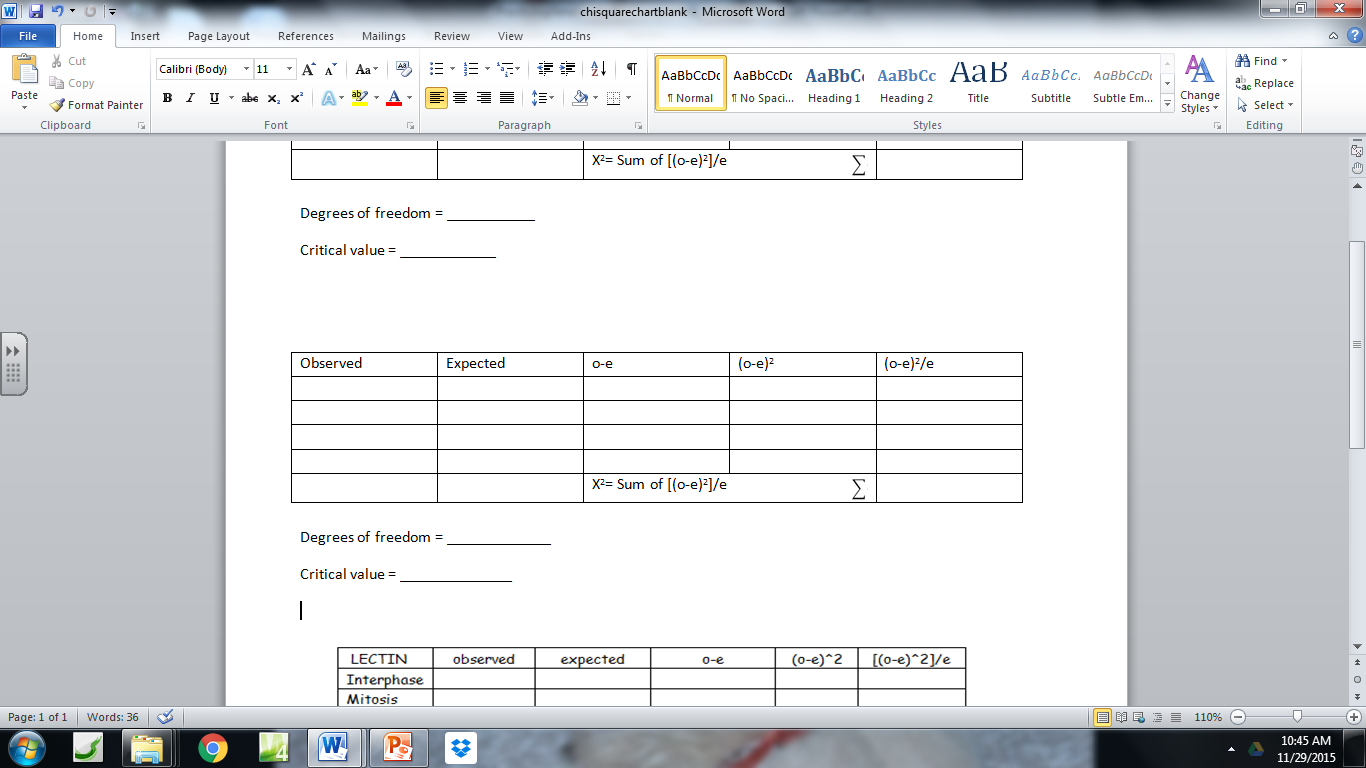 chisquarechartblank - Microsoft Word
File Home Insert Page Layout References Mailings Review View Add-Ins
Paste
Cut
Copy
Format Painter
Clipboard
Calibri (Body) 11
Aa
B I U abc X₂ X² A ab A
Font
Paragraph
AaBbCcDc AaBbCcDc AaBbCc AaBbCc AaB AaBbCc. AaBbCcDc
¶ Normal ¶ No Spaci... Heading 1 Heading 2 Title Subtitle Subtle Em...
Styles
Change Styles
Find
Replace
Select
Editing
X²= Sum of [(o-e)²]/e ∑
Degrees of freedom = ___________
Critical value = ____________
Observed Expected o-e (o-e)² (o-e)²/e
X²= Sum of [(o-e)²]/e ∑
Degrees of freedom = _____________
Critical value = ______________
LECTIN observed expected o-e (o-e)^2 [(o-e)^2]/e
Interphase
Mitosis
Page: 1 of 1 Words: 36 110%
10:45 AM
11/29/2015